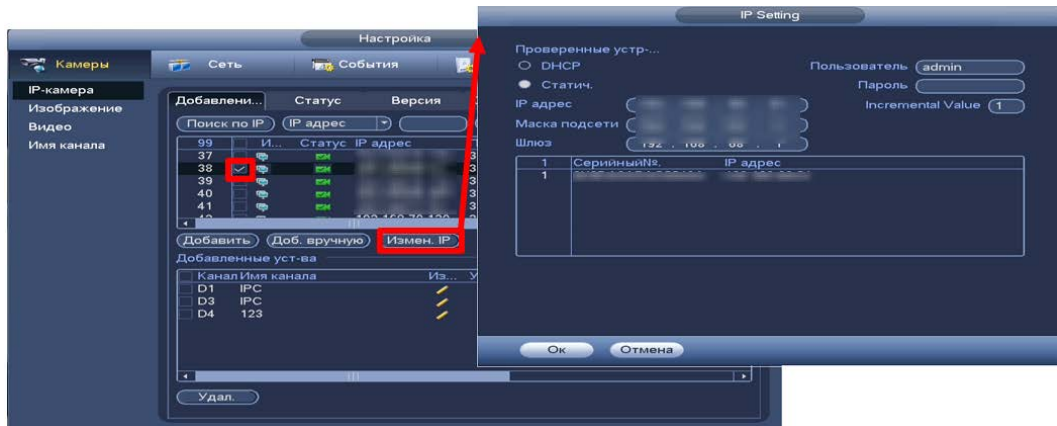 Настройка
Камеры
Сеть
События
IP-камера
Изображение
Видео
Имя канала
Добавлени...
Статус
Версия
Поиск по IP
IP адрес
99 И... Статус IP адрес
37
38
39
40
41
Добавить
Доб. вручную
Измен. IP
Добавленные уст-ва
Канал Имя канала Из...
D1 IPC
D3 IPC
D4 123
Удал.
IP Setting
Проверенные устр-...
DHCP
Пользователь admin
Статич.
Пароль
IP адрес
Incremental Value 1
Маска подсети
Шлюз
1 Серийный№. IP адрес
1
Ок
Отмена